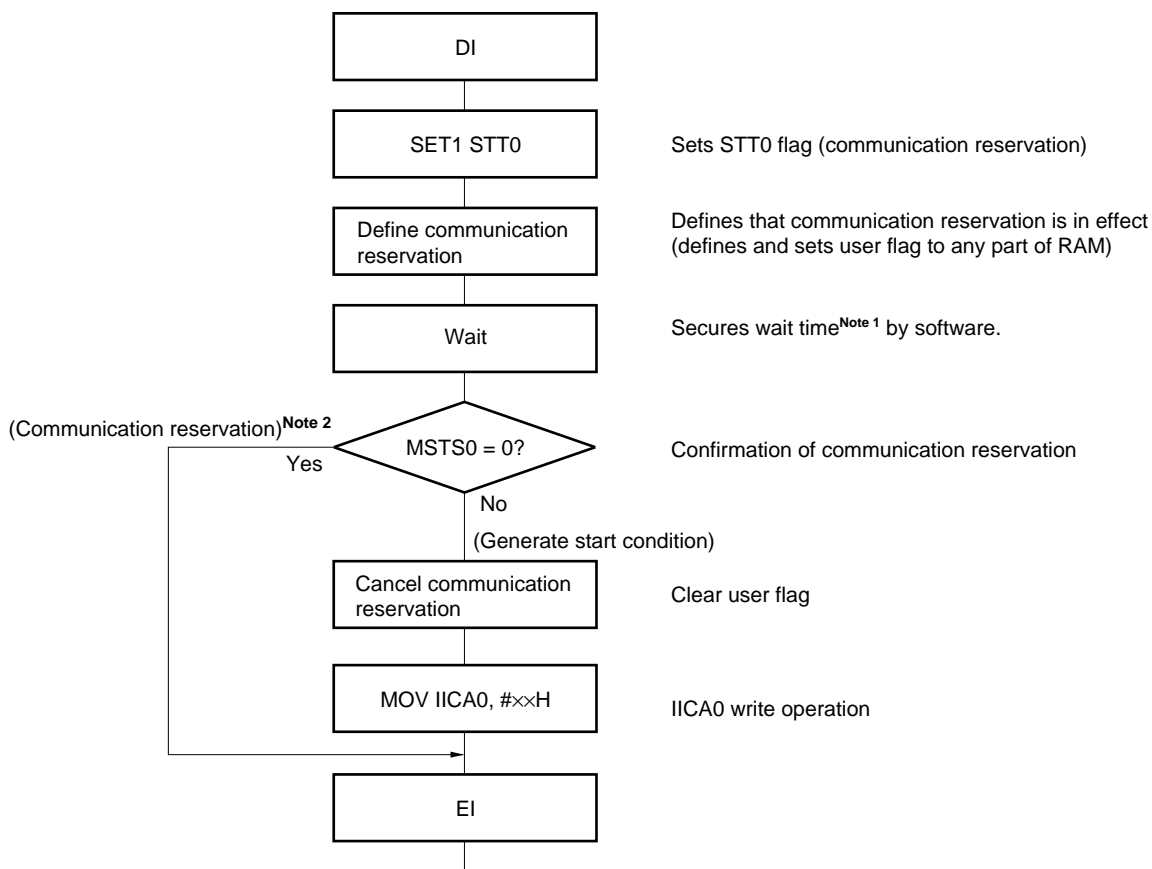 DI
SET1 STT0
Sets STT0 flag (communication reservation)
Define communication
reservation
Defines that communication reservation is in effect
(defines and sets user flag to any part of RAM)
Wait
Secures wait timeNote 1 by software.
(Communication reservation)Note 2
Yes
MSTS0 = 0?
Confirmation of communication reservation
No
(Generate start condition)
Cancel communication
reservation
Clear user flag
MOV IICA0, #××H
IICA0 write operation
EI